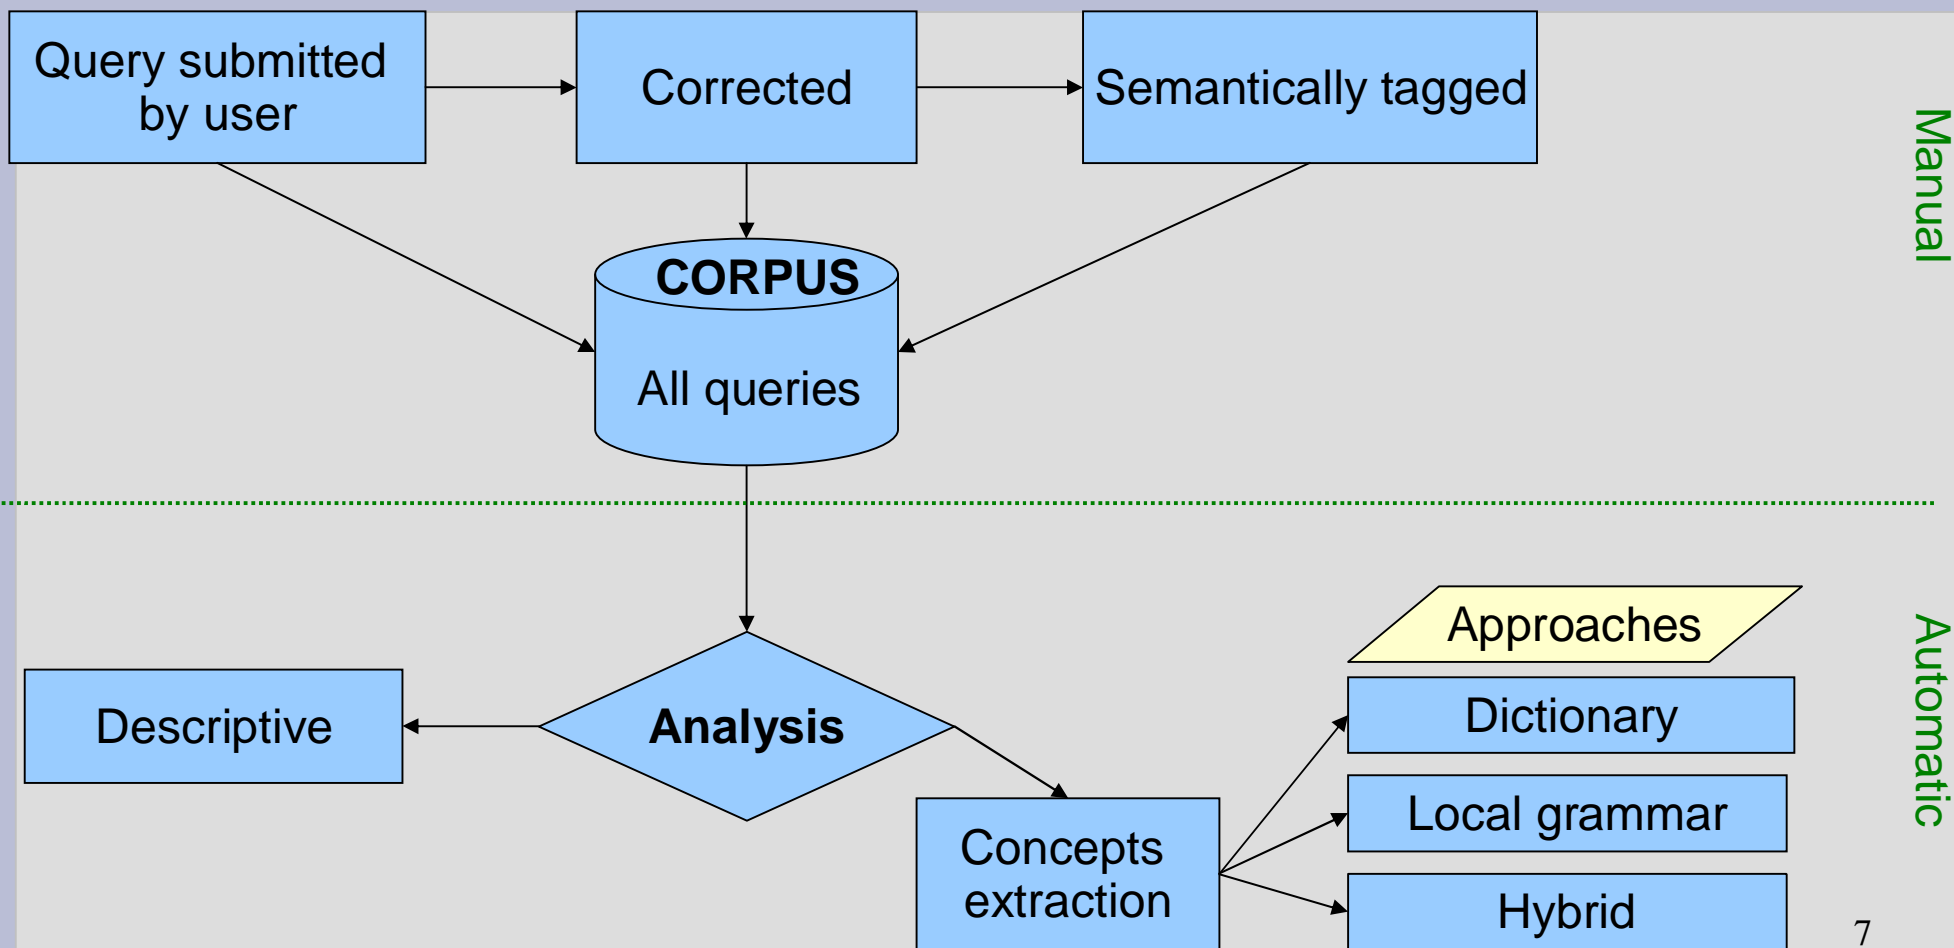 Query submitted
by user
Corrected
Semantically tagged
Manual
CORPUS
All queries
Approaches
Descriptive
Analysis
Dictionary
Automatic
Local grammar
Concepts
extraction
Hybrid
7